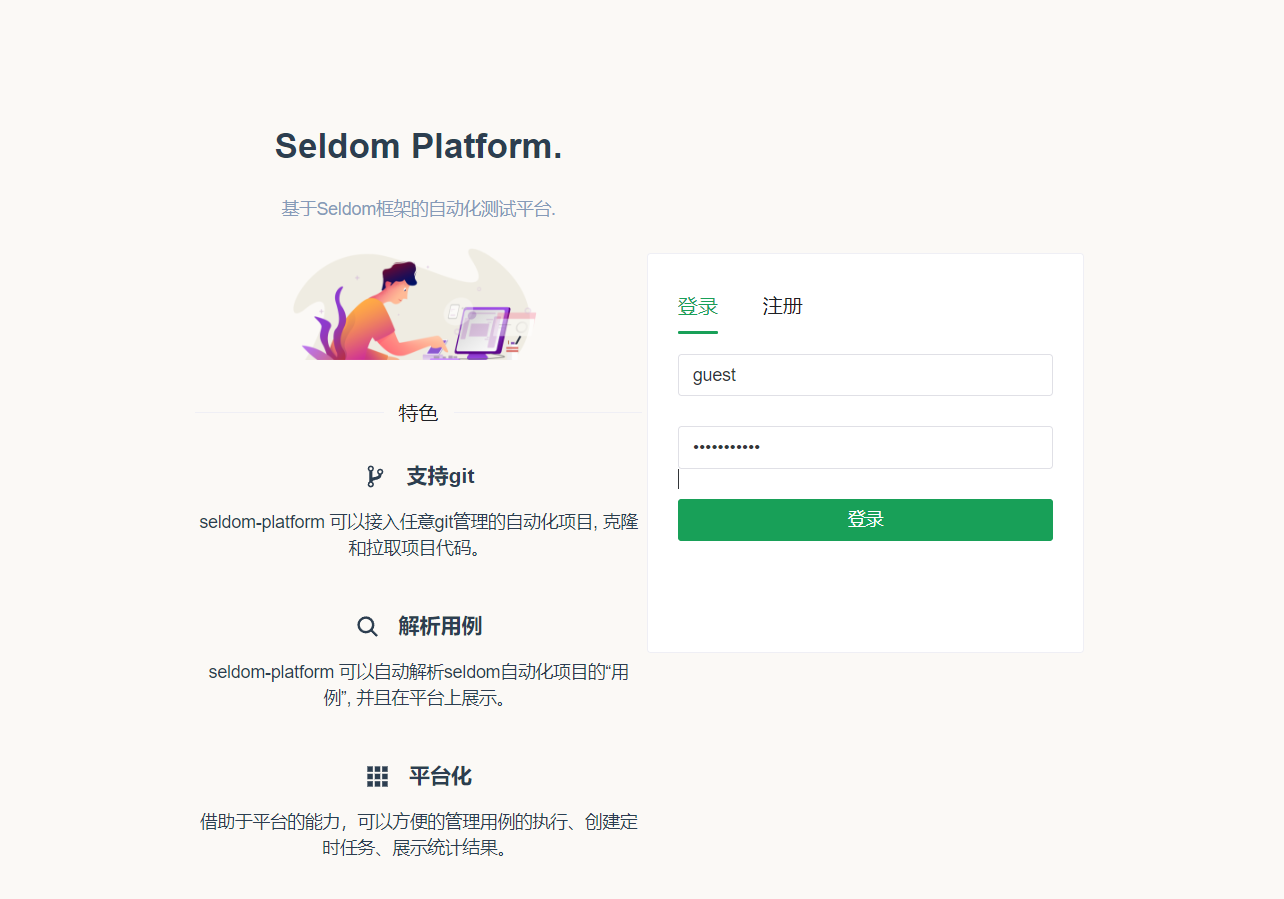 Seldom Platform.
基于Seldom框架的自动化测试平台.
特色
支持git
seldom-platform 可以接入任意git管理的自动化项目, 克隆
和拉取项目代码。
解析用例
seldom-platform 可以自动解析seldom自动化项目的“用
例”, 并且在平台上展示。
平台化
借助于平台的能力，可以方便的管理用例的执行、创建定
时任务、展示统计结果。
登录 注册
guest
•••••••••••
登录